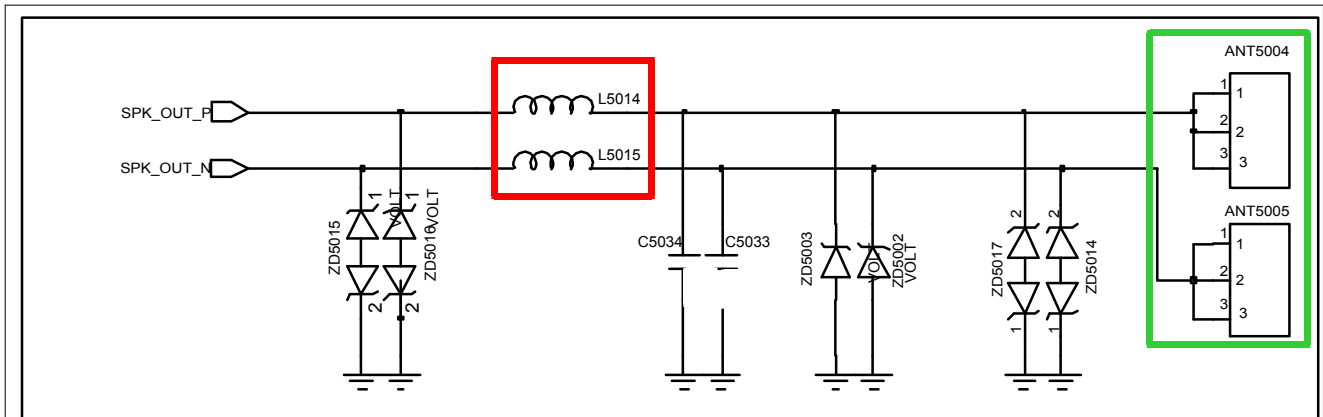 ANT5004
1
1
2
2
3
3
SPK_OUT_P
L5014
SPK_OUT_N
L5015
ANT5005
1
1
2
2
3
3
ZD5015
1
2
VOLT
1
2
ZD5016
VOLT
C5034
C5033
ZD5003
VOLT
ZD5002
VOLT
ZD5017
2
1
2
1
ZD5014